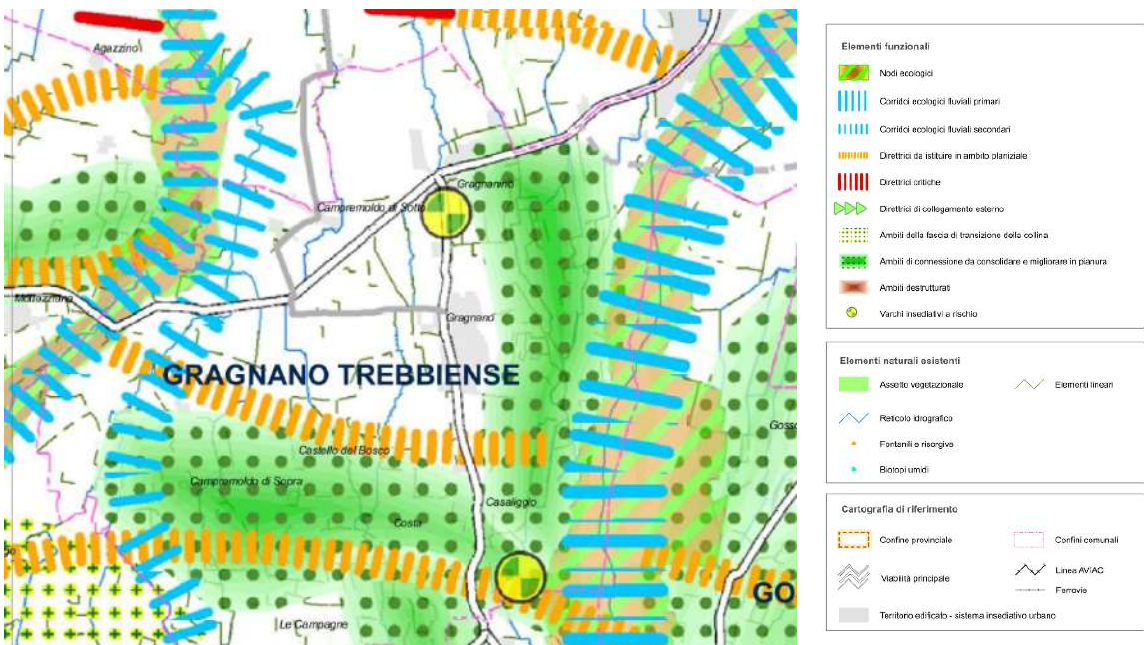 Agazzino
Gragnanino
Campremoldo di Sotto
Mottazziana
Gragnano
GRAGNANO TREBBIENSE
Castello del Bosco
Campremoldo di Sopra
Casaliggio
Costa
GO
Le Campagne
Elementi funzionali
Nodi ecologici
Corridoi ecologici fluviali primari
Corridoi ecologici fluviali secondari
Direttrici da istituire in ambito planiziale
Direttrici critiche
Direttrici di collegamento esterno
Ambiti della fascia di transizione della collina
Ambiti di connessione da consolidare e migliorare in pianura
Ambiti destrutturati
Varchi insediativi a rischio
Elementi naturali esistenti
Assetto vegetazionale
Elementi lineari
Reticolo idrografico
Fontanili e risorgive
Biotopi umidi
Cartografia di riferimento
Confine provinciale
Confini comunali
Viabilità principale
Linea AV/AC
Ferrovie
Territorio edificato - sistema insediativo urbano